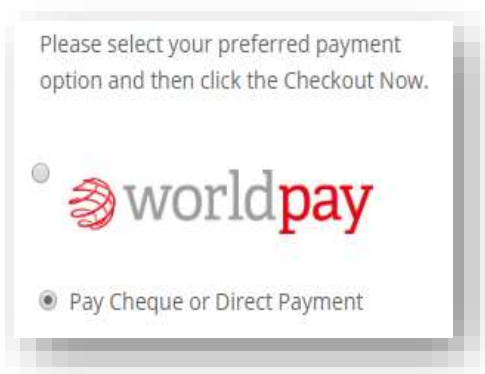 Please select your preferred payment
option and then click the Checkout Now.
worldpay
Pay Cheque or Direct Payment